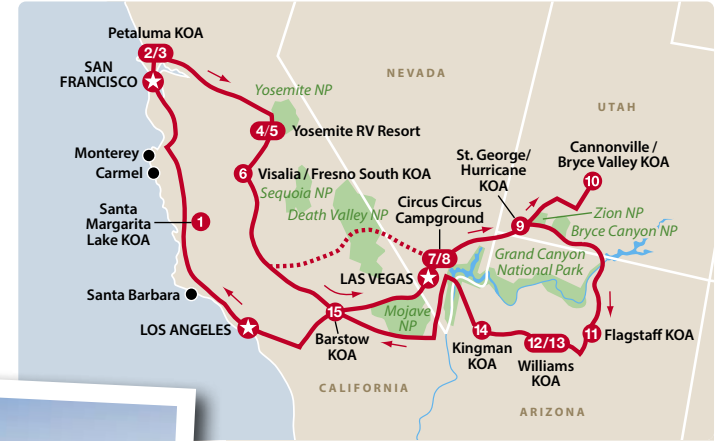 Petaluma KOA
2/3
SAN
FRANCISCO
NEVADA
UTAH
Yosemite NP
4/5
Yosemite RV Resort
Monterey
Carmel
6
Visalia / Fresno South KOA
Sequoia NP
Death Valley NP
St. George/
Hurricane
KOA
Cannonville /
Bryce Valley KOA
10
Circus Circus
Campground
Santa
Margarita
Lake KOA
1
9
Zion NP
Bryce Canyon NP
7/8
LAS VEGAS
Grand Canyon
National Park
Santa Barbara
LOS ANGELES
15
Barstow
KOA
Mojave
NP
14
Kingman
KOA
12/13
Williams
KOA
11
Flagstaff KOA
CALIFORNIA
ARIZONA